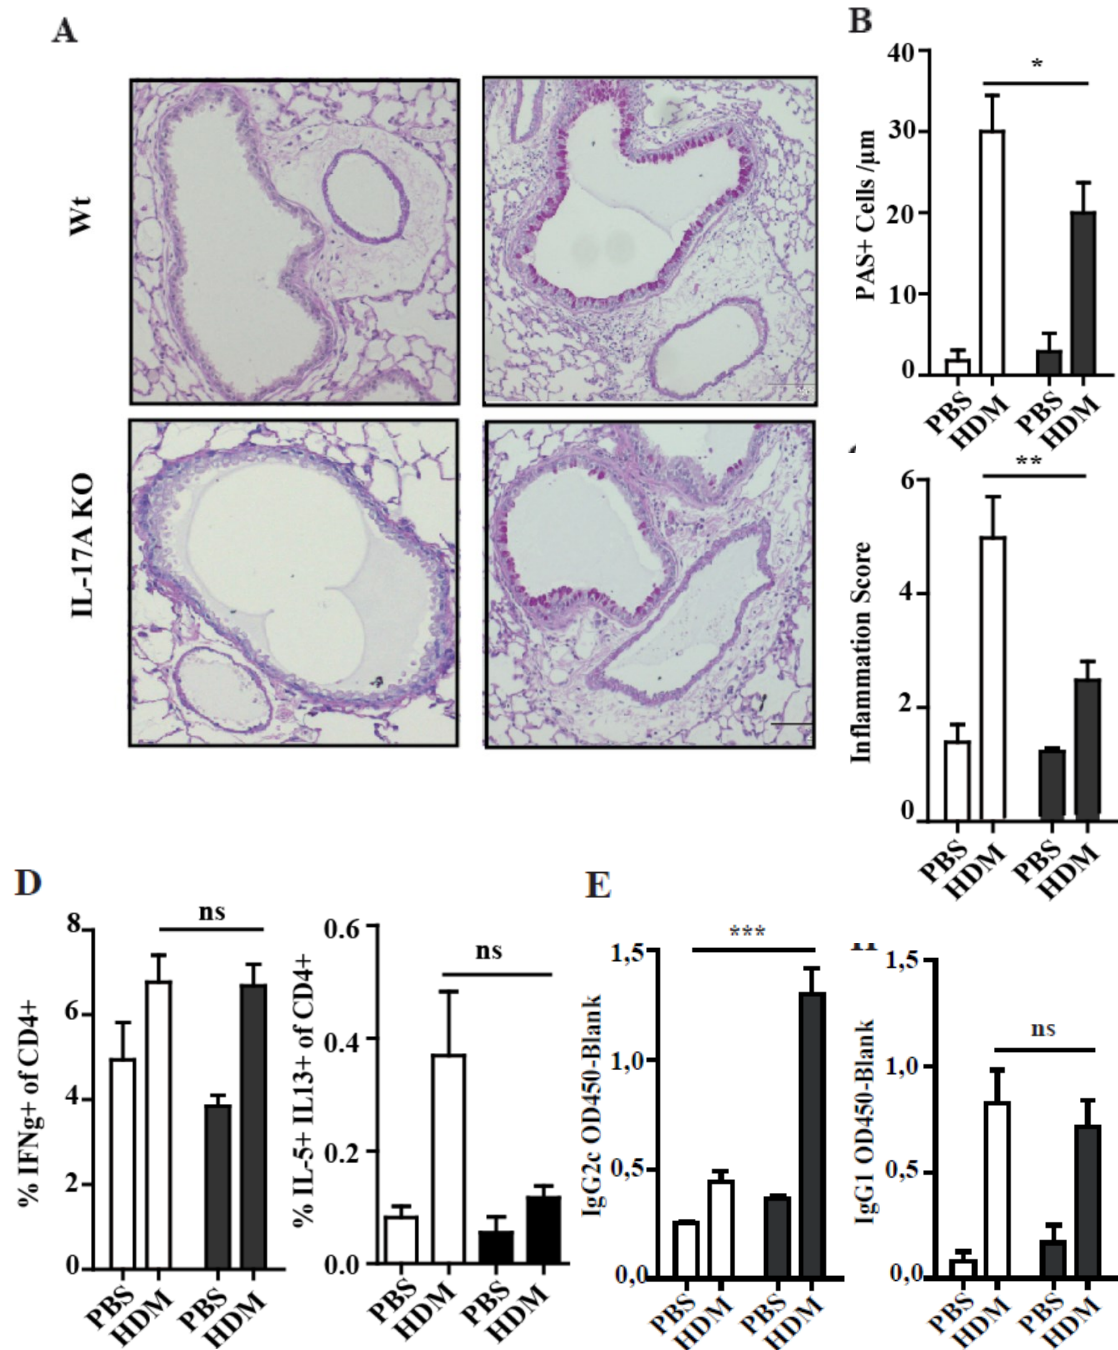 A
B
Wt
IL-17A KO
PAS+ Cells /µm
40
30
20
10
0
*
PBS
HDM
PBS
HDM
Inflammation Score
6
4
2
0
**
PBS
HDM
PBS
HDM
D
% IFNg+ of CD4+
8
6
4
2
0
ns
PBS
HDM
PBS
HDM
% IL-5+ IL13+ of CD4+
0.6
0.4
0.2
0.0
ns
PBS
HDM
PBS
HDM
E
IgG2c OD450-Blank
1,5
1,0
0,5
0,0
***
PBS
HDM
PBS
HDM
IgG1 OD450-Blank
1,5
1,0
0,5
0,0
ns
PBS
HDM
PBS
HDM